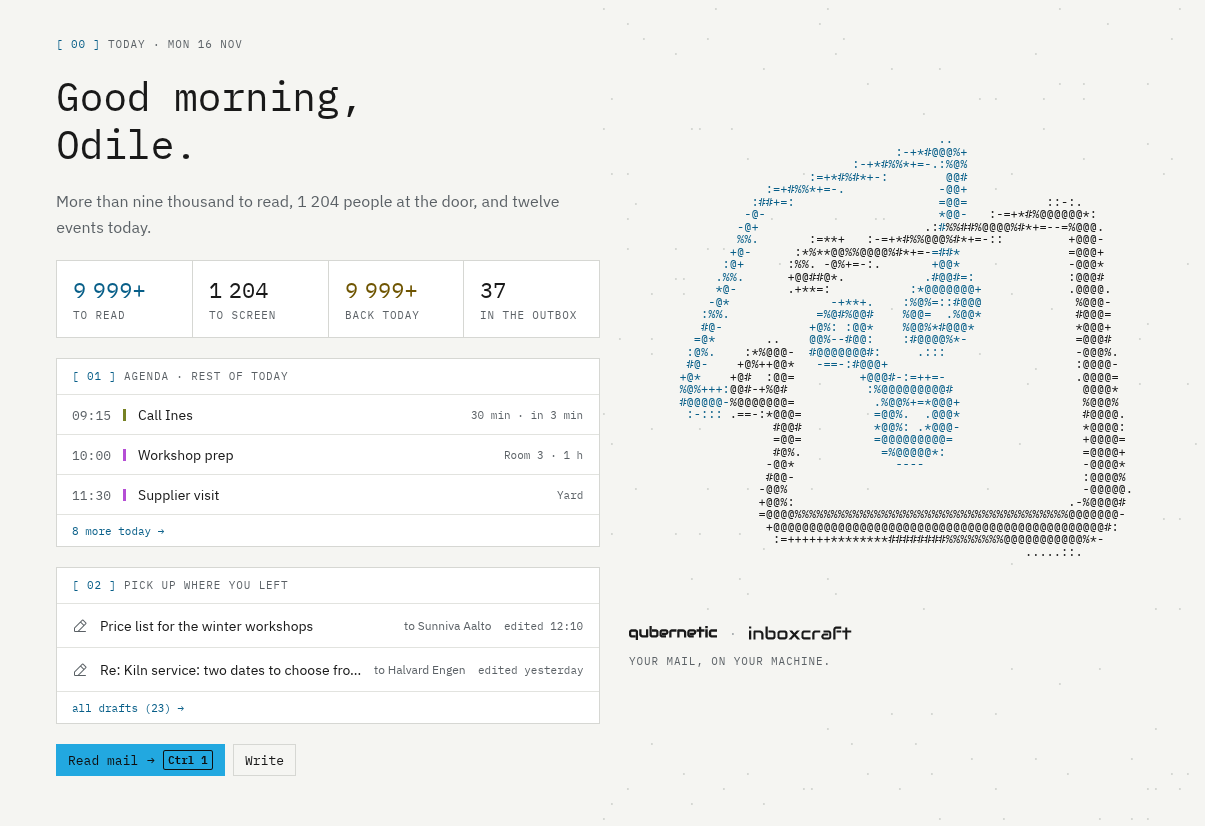 [ 00 ] TODAY · MON 16 NOV
Good morning,
Odile.
More than nine thousand to read, 1 204 people at the door, and twelve
events today.
9 999+
TO READ
1 204
TO SCREEN
9 999+
BACK TODAY
37
IN THE OUTBOX
[ 01 ] AGENDA · REST OF TODAY
09:15 Call Ines 30 min · in 3 min
10:00 Workshop prep Room 3 · 1 h
11:30 Supplier visit Yard
8 more today →
[ 02 ] PICK UP WHERE YOU LEFT
Price list for the winter workshops to Sunniva Aalto edited 12:10
Re: Kiln service: two dates to choose fro… to Halvard Engen edited yesterday
all drafts (23) →
Read mail → Ctrl 1 Write
qubernetic · inboxcraft
YOUR MAIL, ON YOUR MACHINE.